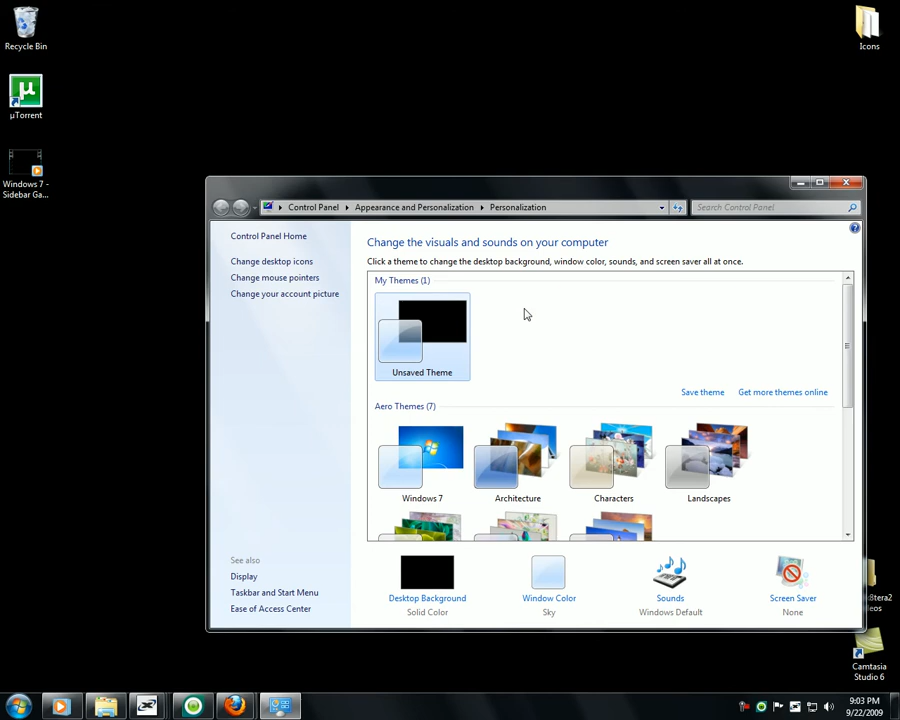 Recycle Bin
Icons
µ
µTorrent
Windows 7 -
Sidebar Ga...
Control Panel
Appearance and Personalization
Personalization
Search Control Panel
Control Panel Home
Change desktop icons
Change mouse pointers
Change your account picture
Change the visuals and sounds on your computer
Click a theme to change the desktop background, window color, sounds, and screen saver all at once.
My Themes (1)
Unsaved Theme
Save theme
Get more themes online
Aero Themes (7)
Windows 7
Architecture
Characters
Landscapes
See also
Display
Taskbar and Start Menu
Ease of Access Center
Desktop Background
Solid Color
Window Color
Sky
Sounds
Windows Default
Screen Saver
None
Camtasia
Studio 6
9:03 PM
9/22/2009